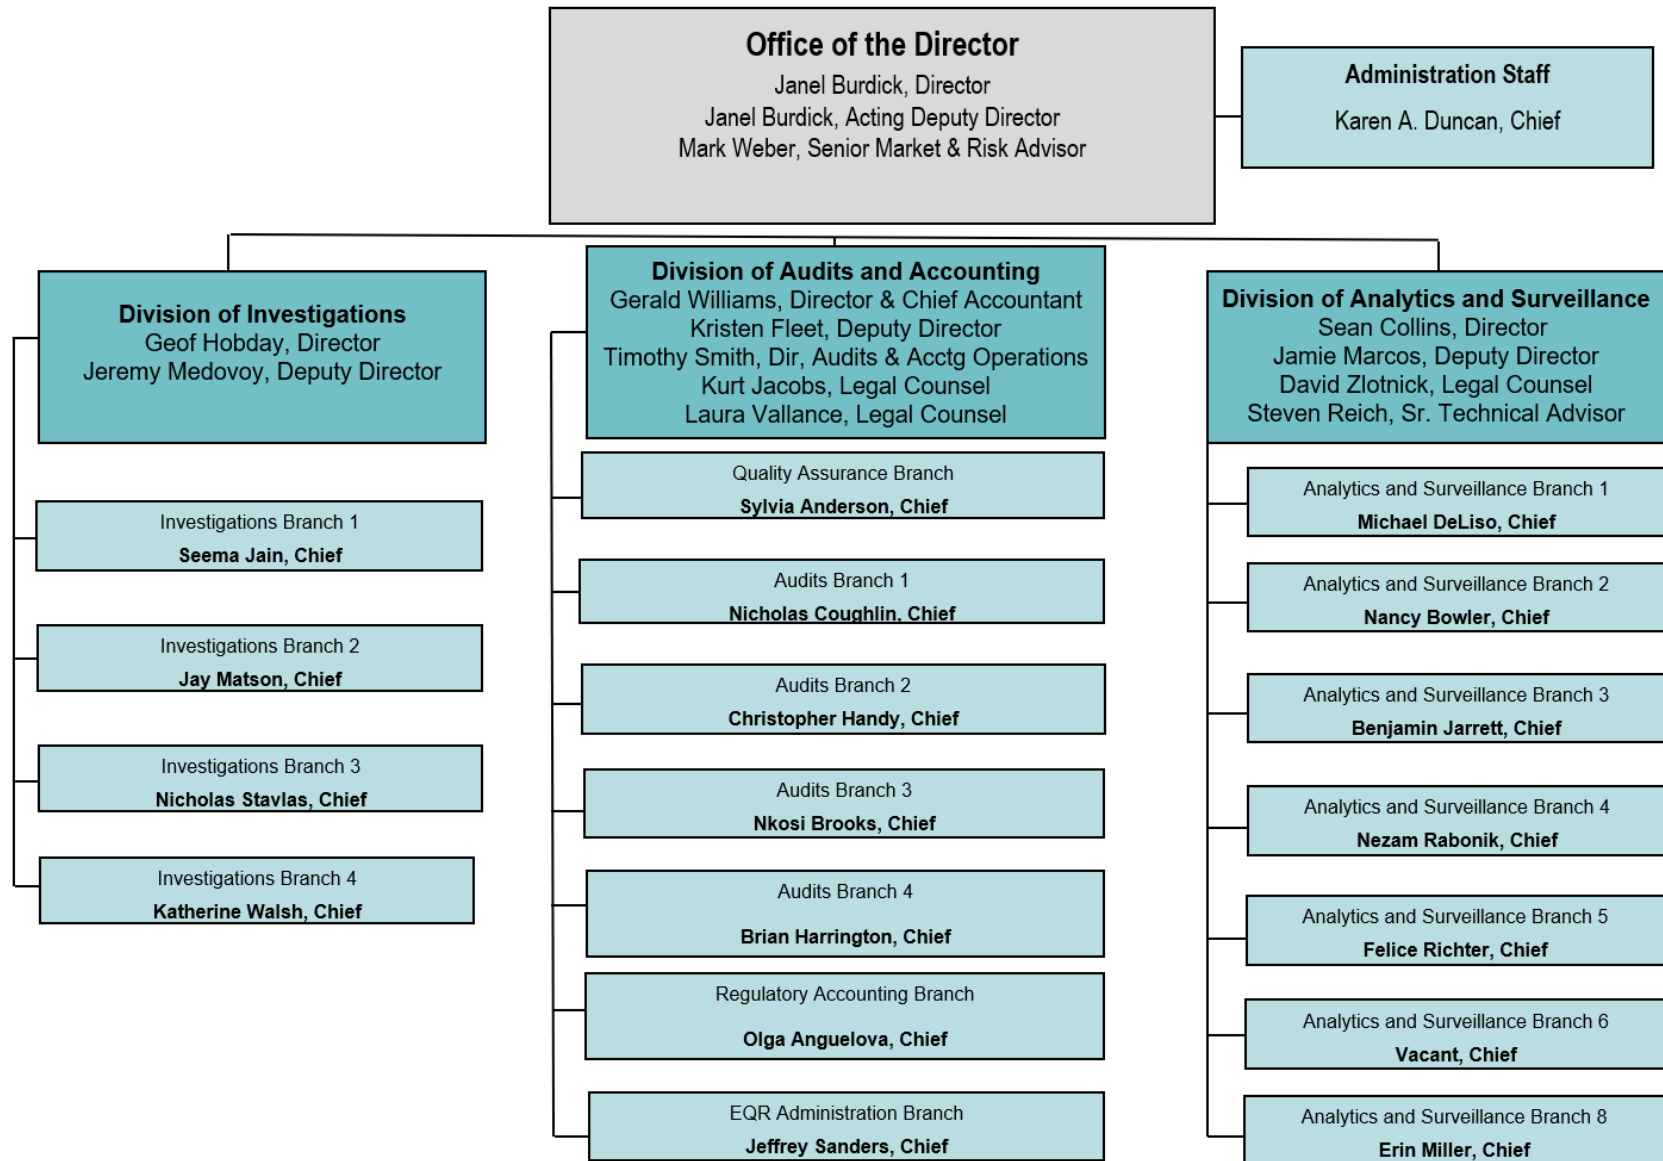 Office of the Director
Janel Burdick, Director
Janel Burdick, Acting Deputy Director
Mark Weber, Senior Market & Risk Advisor
Administration Staff
Karen A. Duncan, Chief
Division of Investigations
Geof Hobday, Director
Jeremy Medovoy, Deputy Director
Investigations Branch 1
Seema Jain, Chief
Investigations Branch 2
Jay Matson, Chief
Investigations Branch 3
Nicholas Stavlas, Chief
Investigations Branch 4
Katherine Walsh, Chief
Division of Audits and Accounting
Gerald Williams, Director & Chief Accountant
Kristen Fleet, Deputy Director
Timothy Smith, Dir, Audits & Acctg Operations
Kurt Jacobs, Legal Counsel
Laura Vallance, Legal Counsel
Quality Assurance Branch
Sylvia Anderson, Chief
Audits Branch 1
Nicholas Coughlin, Chief
Audits Branch 2
Christopher Handy, Chief
Audits Branch 3
Nkosi Brooks, Chief
Audits Branch 4
Brian Harrington, Chief
Regulatory Accounting Branch
Olga Anguelova, Chief
EQR Administration Branch
Jeffrey Sanders, Chief
Division of Analytics and Surveillance
Sean Collins, Director
Jamie Marcos, Deputy Director
David Zlotnick, Legal Counsel
Steven Reich, Sr. Technical Advisor
Analytics and Surveillance Branch 1
Michael DeLiso, Chief
Analytics and Surveillance Branch 2
Nancy Bowler, Chief
Analytics and Surveillance Branch 3
Benjamin Jarrett, Chief
Analytics and Surveillance Branch 4
Nezam Rabonik, Chief
Analytics and Surveillance Branch 5
Felice Richter, Chief
Analytics and Surveillance Branch 6
Vacant, Chief
Analytics and Surveillance Branch 8
Erin Miller, Chief